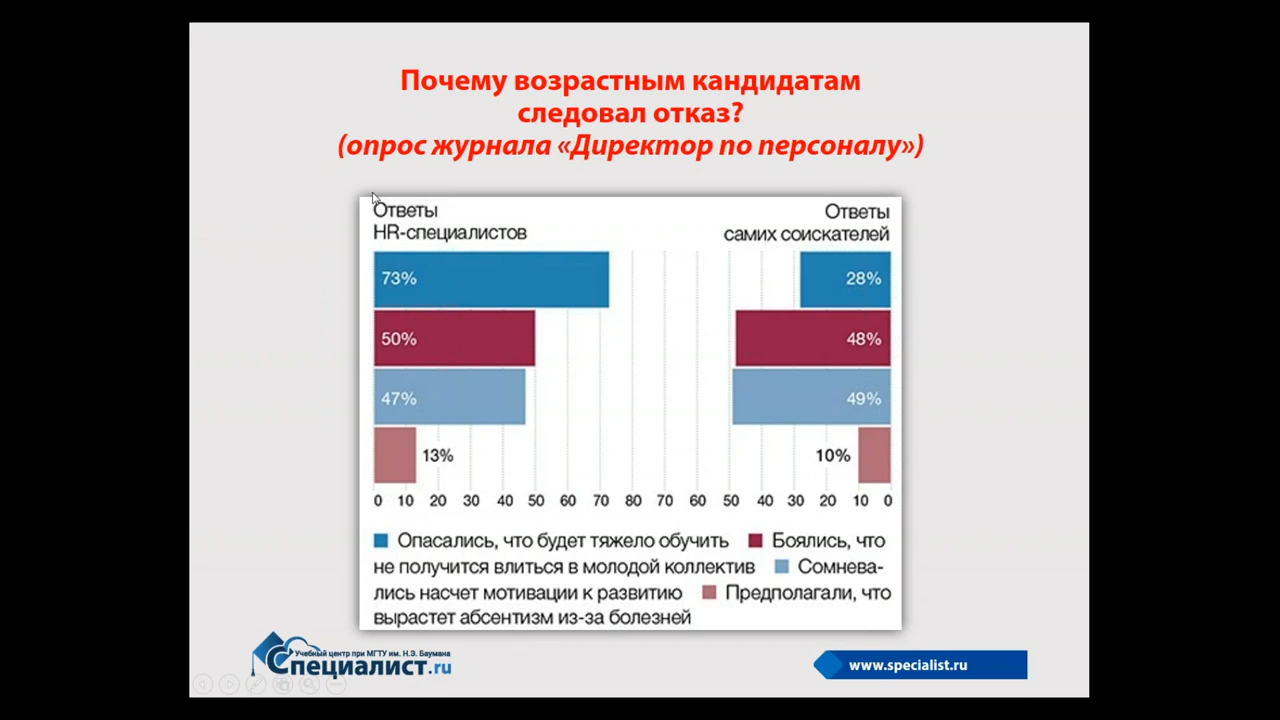 Почему возрастным кандидатам
следовал отказ?
(опрос журнала «Директор по персоналу»)
Ответы
HR-специалистов
Ответы
самих соискателей
73%
28%
50%
48%
47%
49%
13%
10%
0 10 20 30 40 50 60 70 80 70 60 50 40 30 20 10 0
Опасались, что будет тяжело обучить Боялись, что
не получится влиться в молодой коллектив Сомнева-
лись насчет мотивации к развитию Предполагали, что
вырастет абсентизм из-за болезней
Учебный центр при МГТУ им. Н.Э. Баумана
Специалист.ru
www.specialist.ru